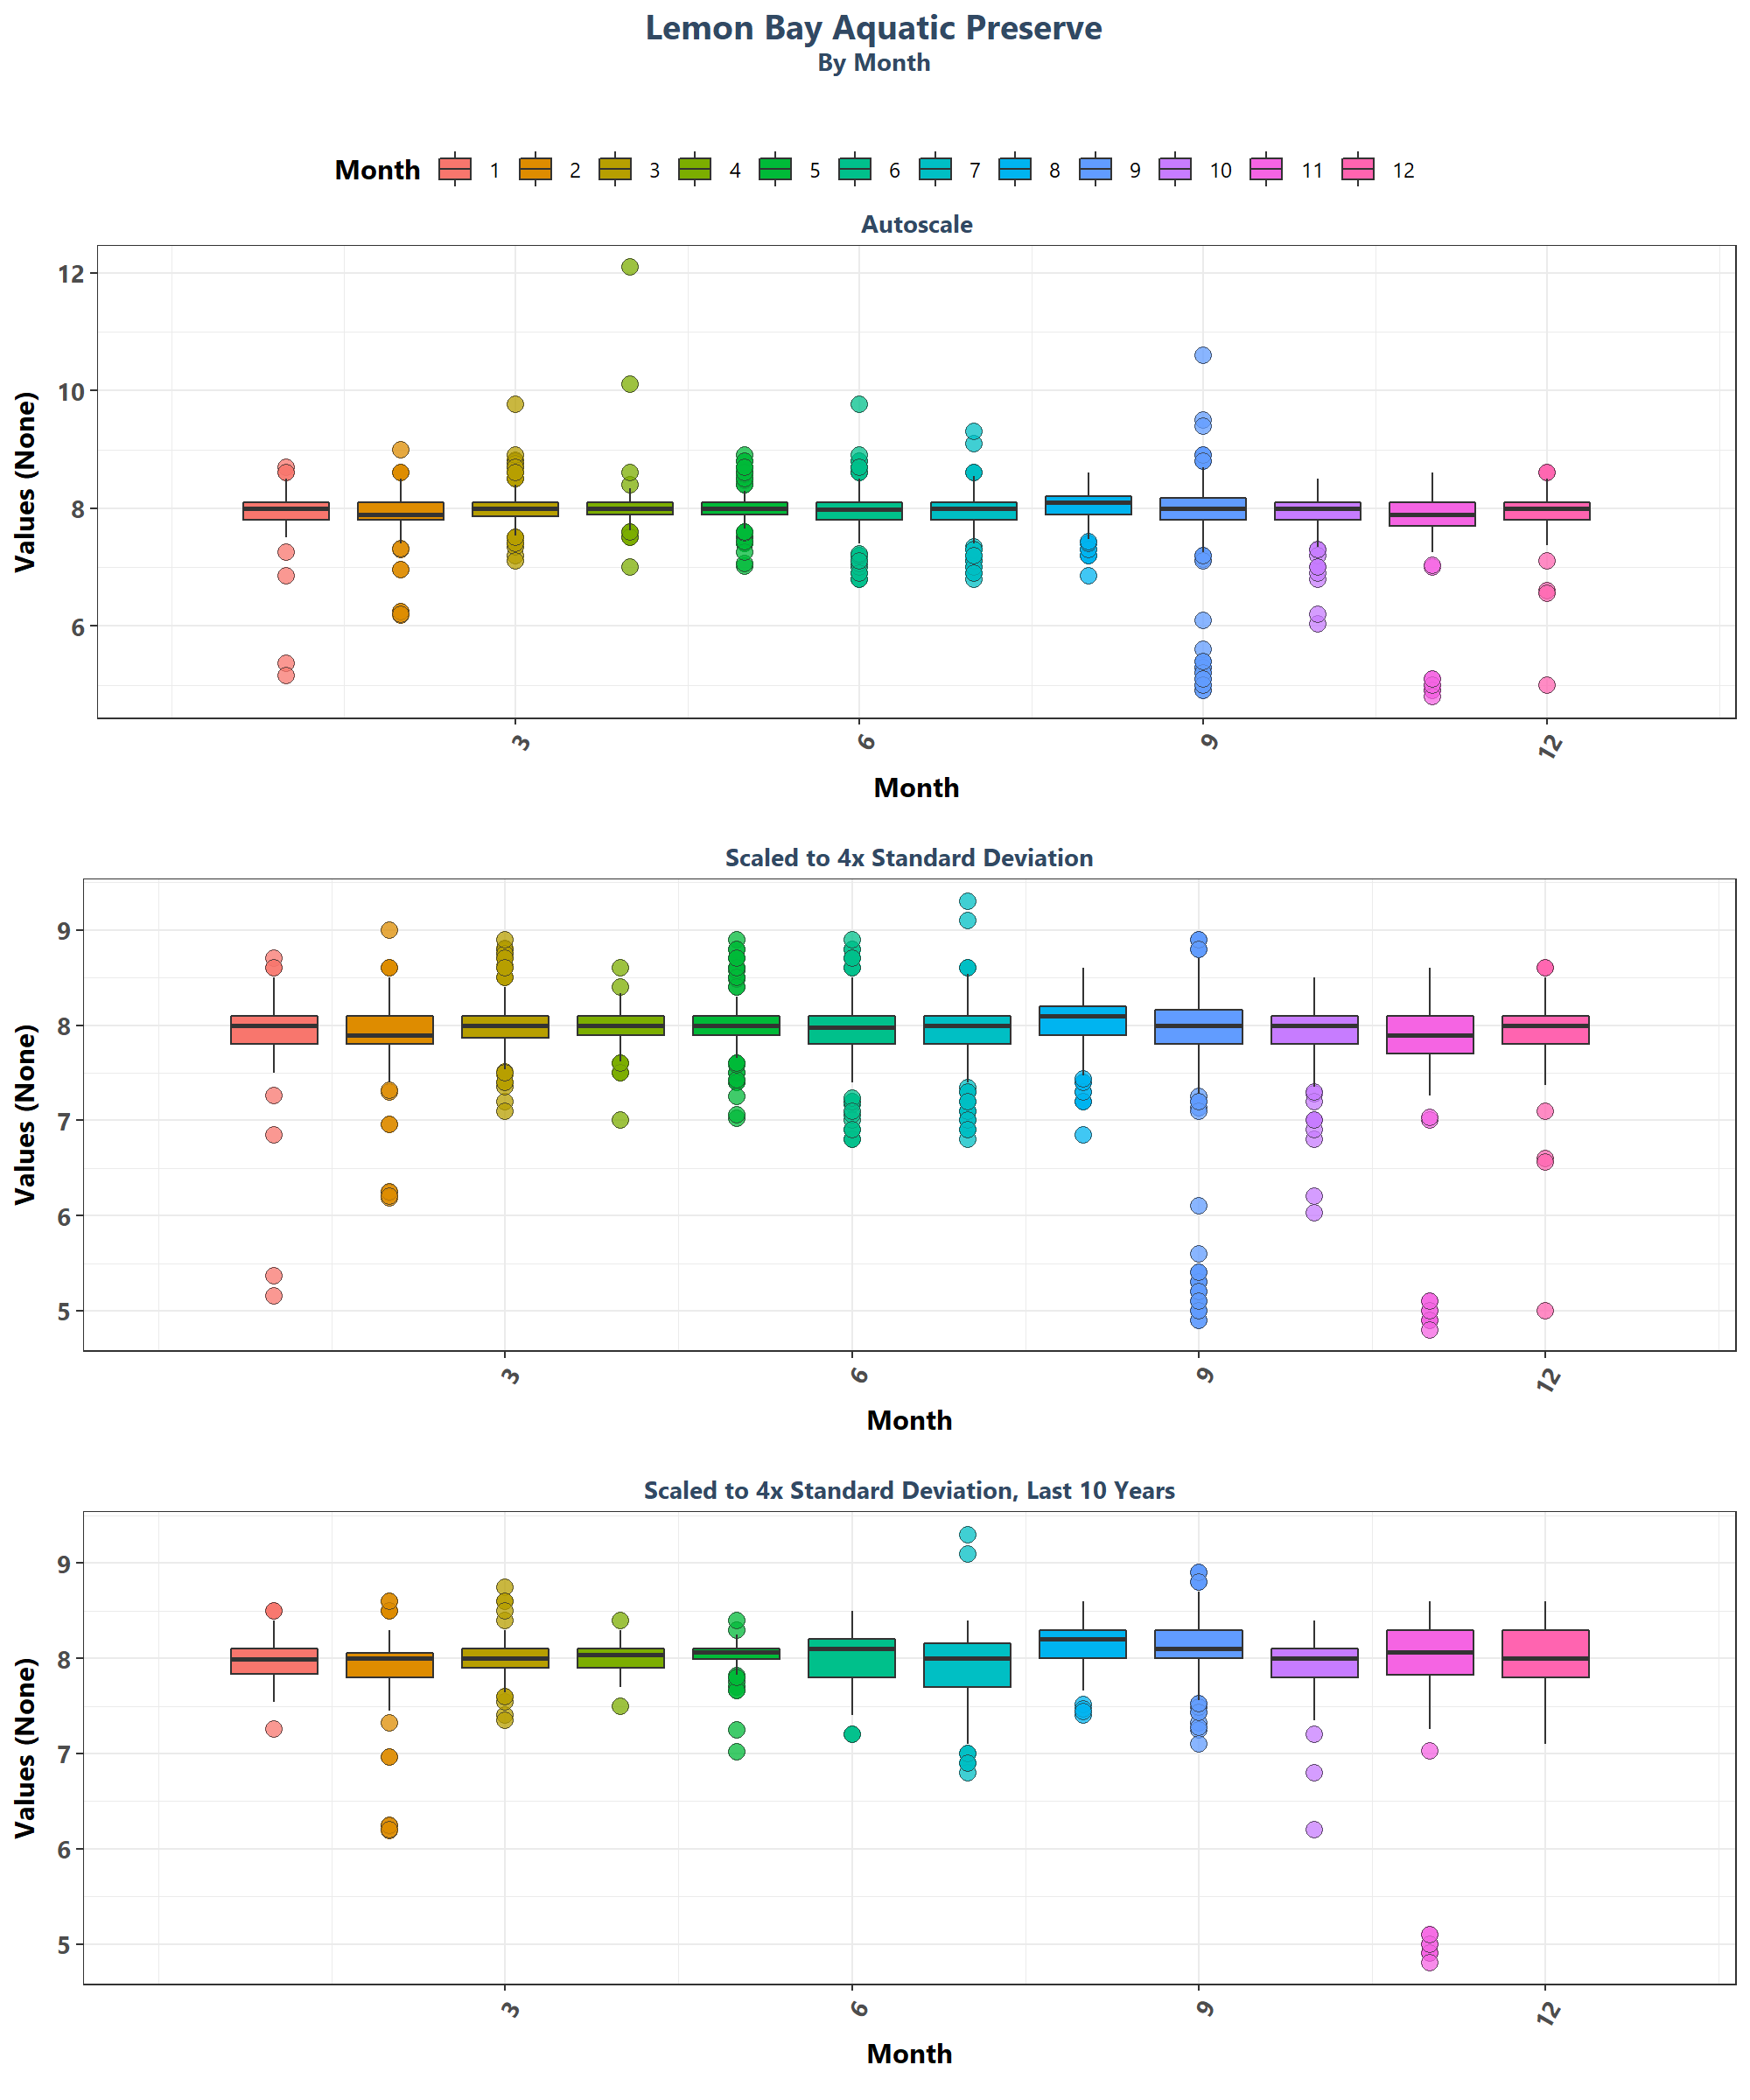 Lemon Bay Aquatic Preserve
By Month
Month 1 2 3 4 5 6 7 8 9 10 11 12
Autoscale
Values (None)
12
10
8
6
3 6 9 12
Month
Scaled to 4x Standard Deviation
Values (None)
9
8
7
6
5
3 6 9 12
Month
Scaled to 4x Standard Deviation, Last 10 Years
Values (None)
9
8
7
6
5
3 6 9 12
Month